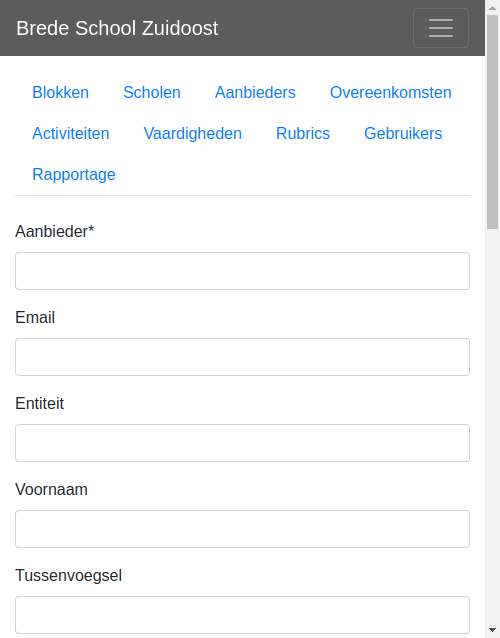 Brede School Zuidoost
Blokken Scholen Aanbieders Overeenkomsten
Activiteiten Vaardigheden Rubrics Gebruikers
Rapportage
Aanbieder*
Email
Entiteit
Voornaam
Tussenvoegsel